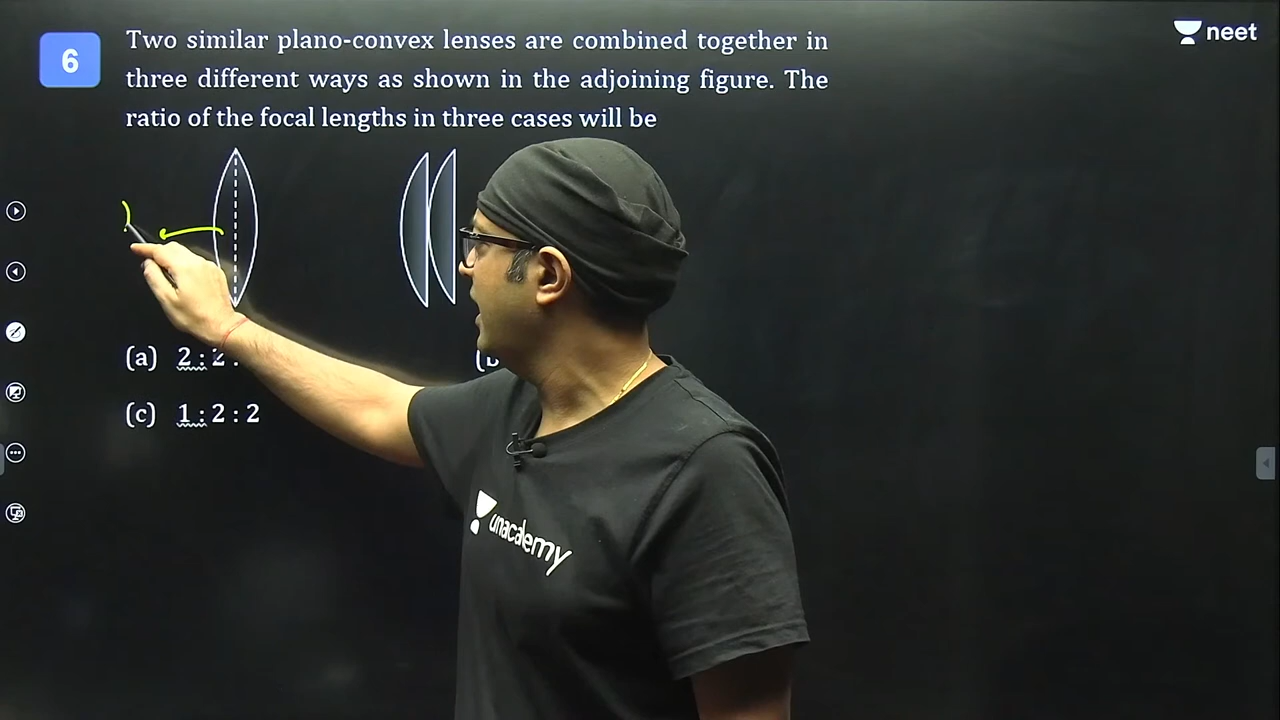 6
Two similar plano-convex lenses are combined together in
three different ways as shown in the adjoining figure. The
ratio of the focal lengths in three cases will be
neet
(a) 2 : 2 :
(b
(c) 1 : 2 : 2
unacademy